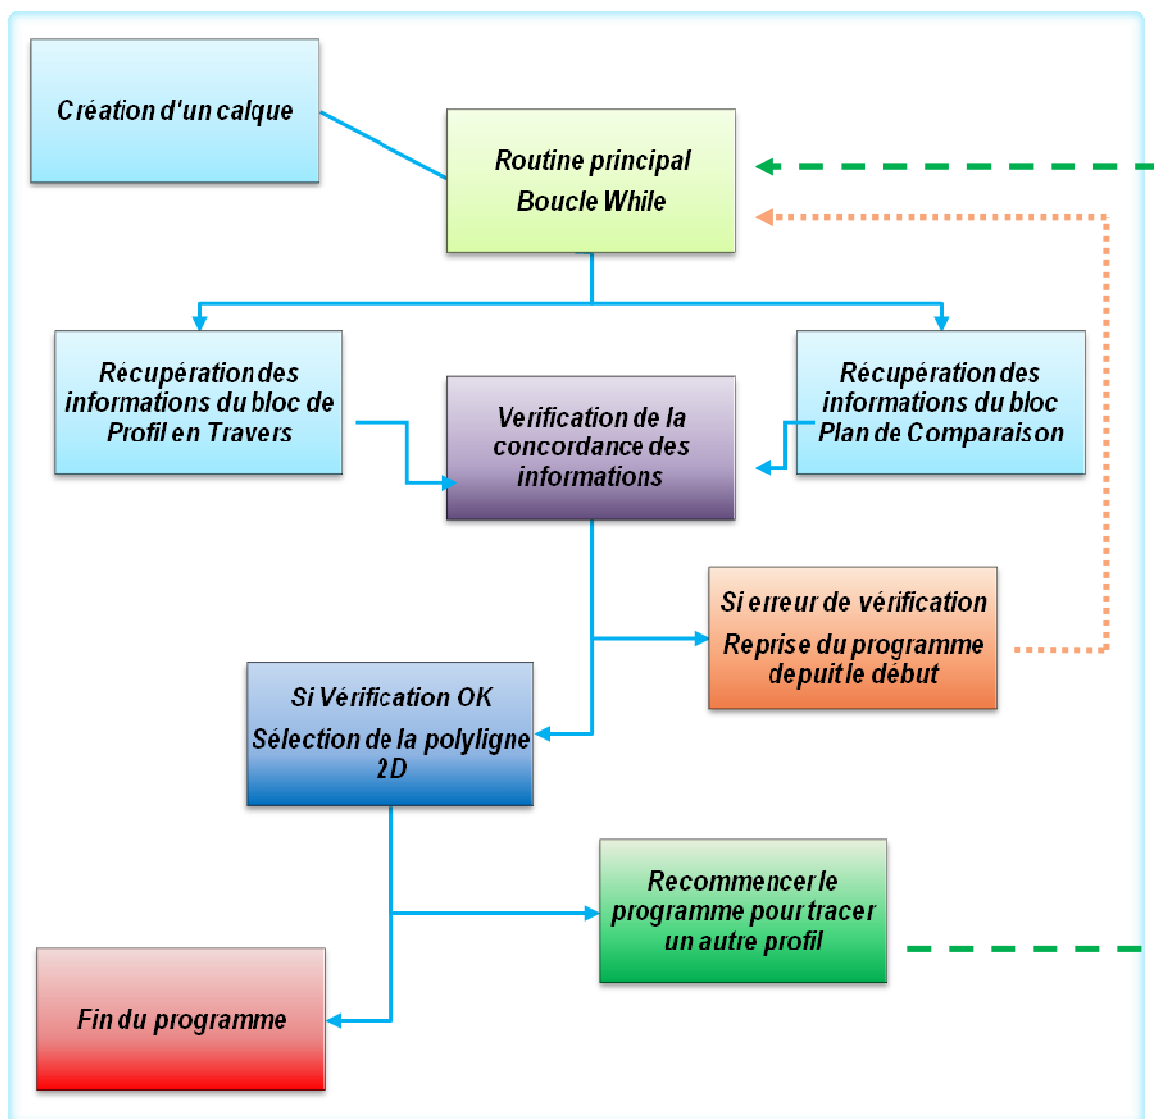 Création d'un calque
Routine principal
Boucle While
Récupération des
informations du bloc de
Profil en Travers
Verification de la
concordance des
informations
Récupération des
informations du bloc
Plan de Comparaison
Si erreur de vérification
Reprise du programme
depuit le début
Si Vérification OK
Sélection de la polyligne
2D
Recommencer le
programme pour tracer
un autre profil
Fin du programme